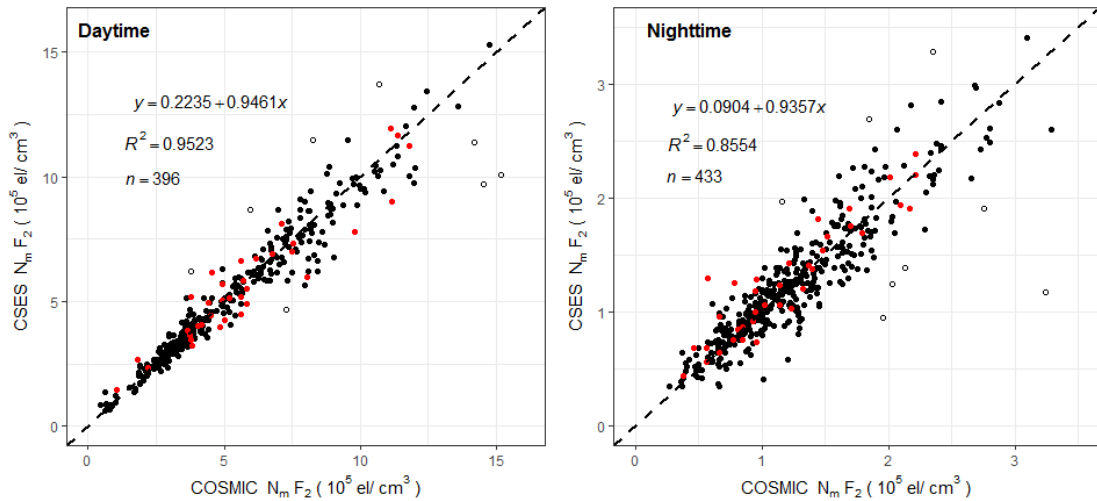 Daytime
y = 0.2235 + 0.9461x
R² = 0.9523
n = 396
15
10
5
0
CSES NmF2 ( 10⁵ el/ cm³ )
0
5
10
15
COSMIC NmF2 ( 10⁵ el/ cm³ )
Nighttime
y = 0.0904 + 0.9357x
R² = 0.8554
n = 433
3
2
1
0
CSES NmF2 ( 10⁵ el/ cm³ )
0
1
2
3
COSMIC NmF2 ( 10⁵ el/ cm³ )